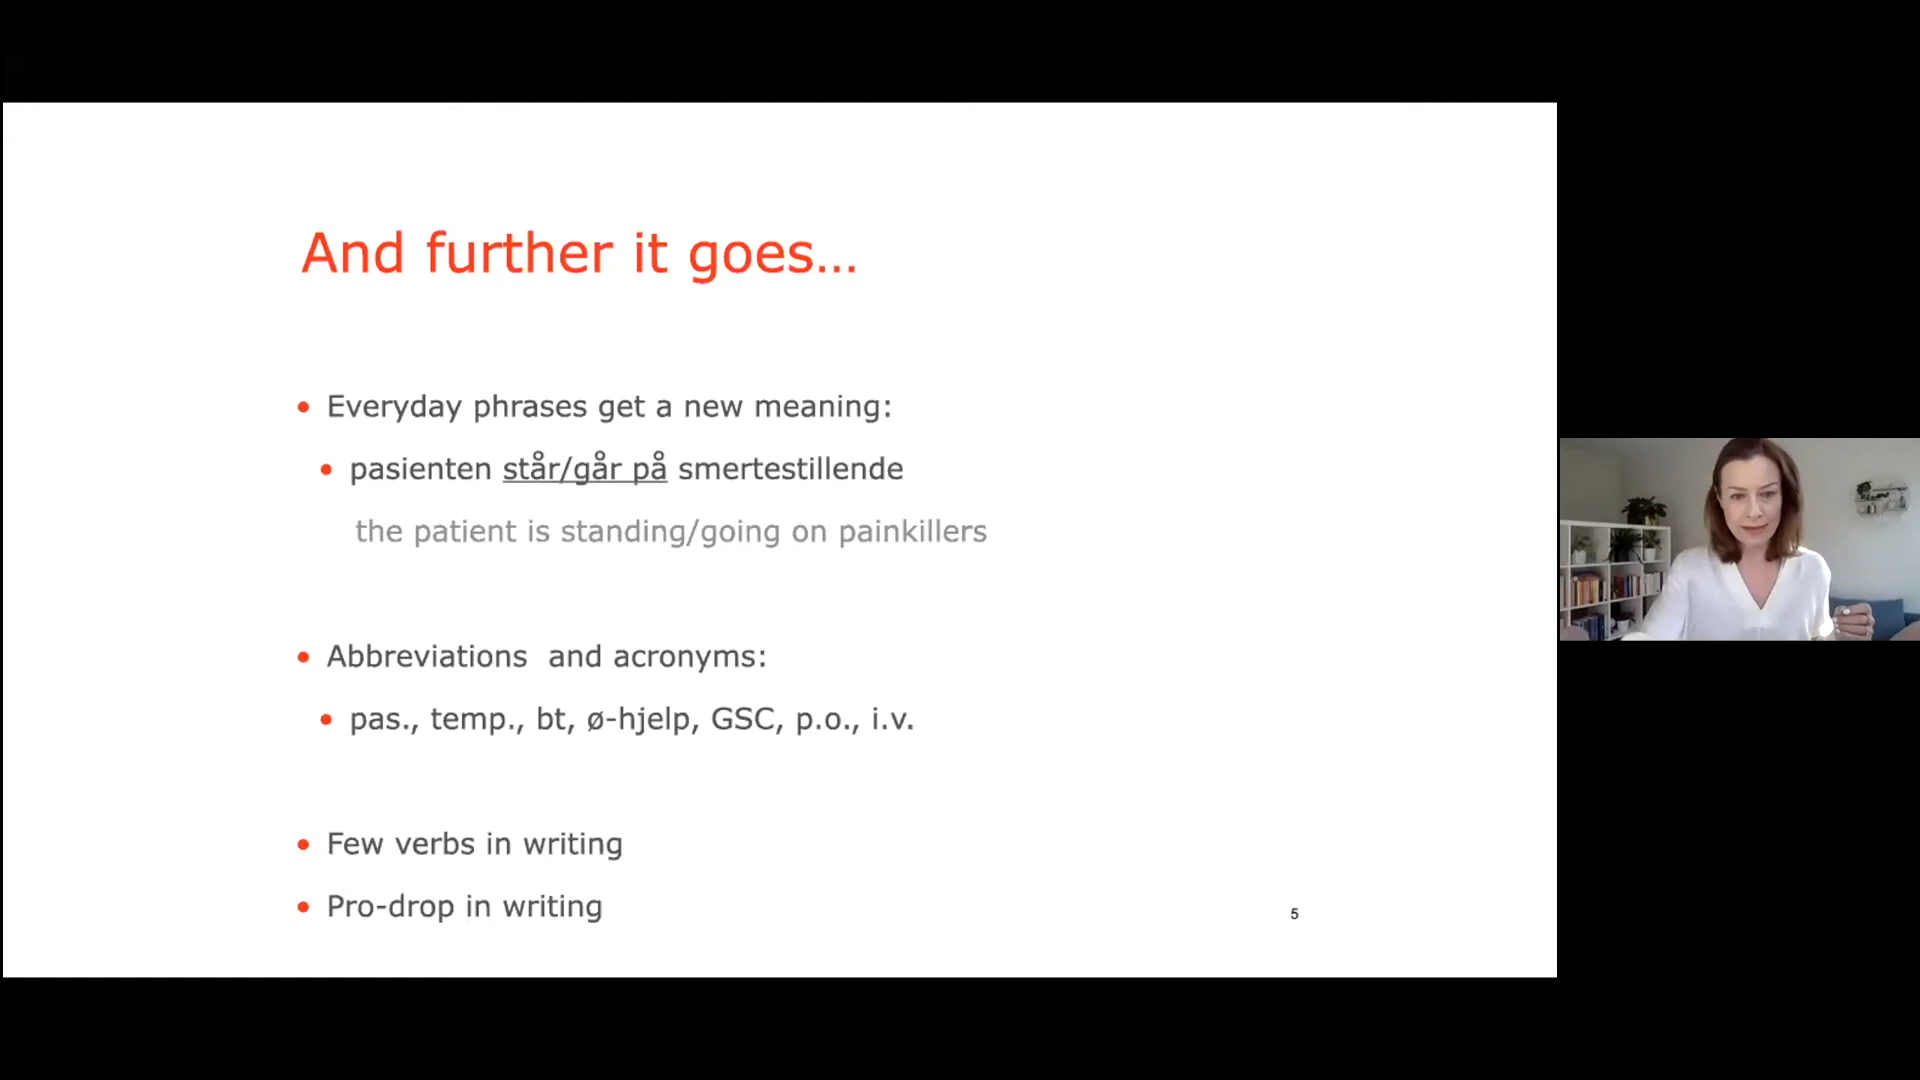 And further it goes...
Everyday phrases get a new meaning:
pasienten står/går på smertestillende
the patient is standing/going on painkillers
Abbreviations and acronyms:
pas., temp., bt, ø-hjelp, GSC, p.o., i.v.
Few verbs in writing
Pro-drop in writing
5